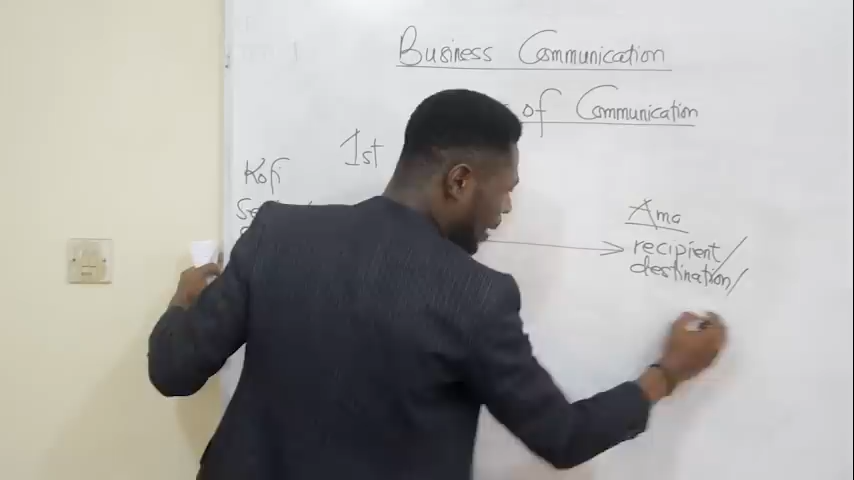 Business Communication
of Communication
1st
Kofi
Ama
recipient/
destination/